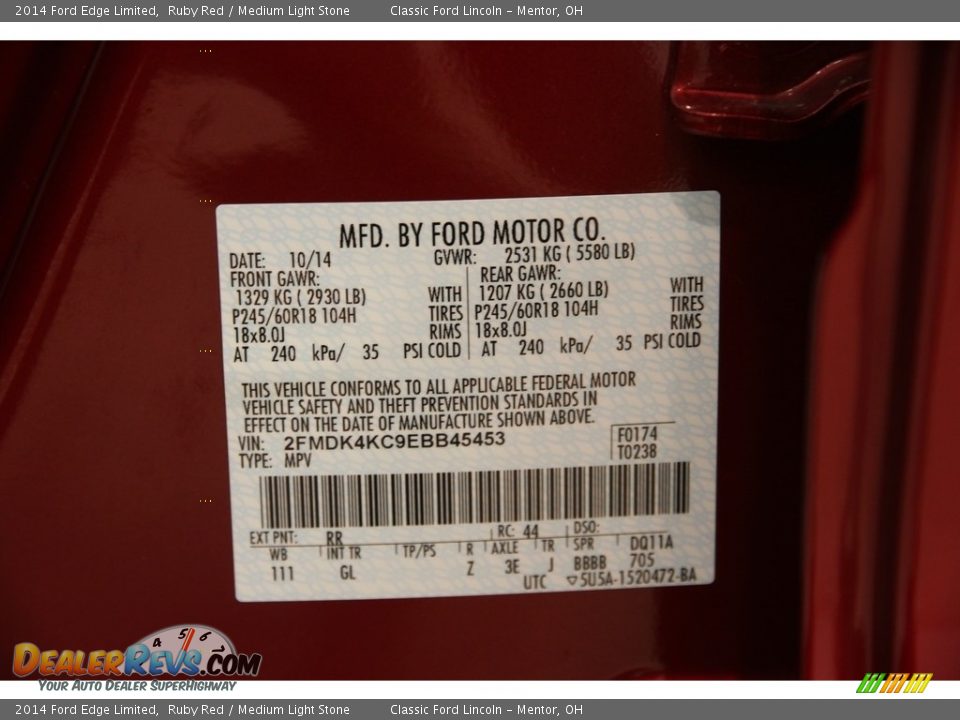 2014 Ford Edge Limited, Ruby Red / Medium Light Stone Classic Ford Lincoln - Mentor, OH
MFD. BY FORD MOTOR CO.
DATE: 10/14 GVWR: 2531 KG ( 5580 LB)
FRONT GAWR: REAR GAWR:
1329 KG ( 2930 LB) WITH 1207 KG ( 2660 LB) WITH
P245/60R18 104H TIRES P245/60R18 104H TIRES
18x8.0J RIMS 18x8.0J RIMS
AT 240 kPa/ 35 PSI COLD AT 240 kPa/ 35 PSI COLD
THIS VEHICLE CONFORMS TO ALL APPLICABLE FEDERAL MOTOR
VEHICLE SAFETY AND THEFT PREVENTION STANDARDS IN
EFFECT ON THE DATE OF MANUFACTURE SHOWN ABOVE.
VIN: 2FMDK4KC9EBB45453 F0174
TYPE: MPV T0238
EXT PNT: RR RC: 44 DSO:
WB INT TR TP/PS R AXLE TR SPR DQ11A
111 GL Z 3E J BBBB 705
UTC ▽5U5A-1520472-BA
4 5 6
DEALERREVS.COM
YOUR AUTO DEALER SUPERHIGHWAY
2014 Ford Edge Limited, Ruby Red / Medium Light Stone Classic Ford Lincoln - Mentor, OH